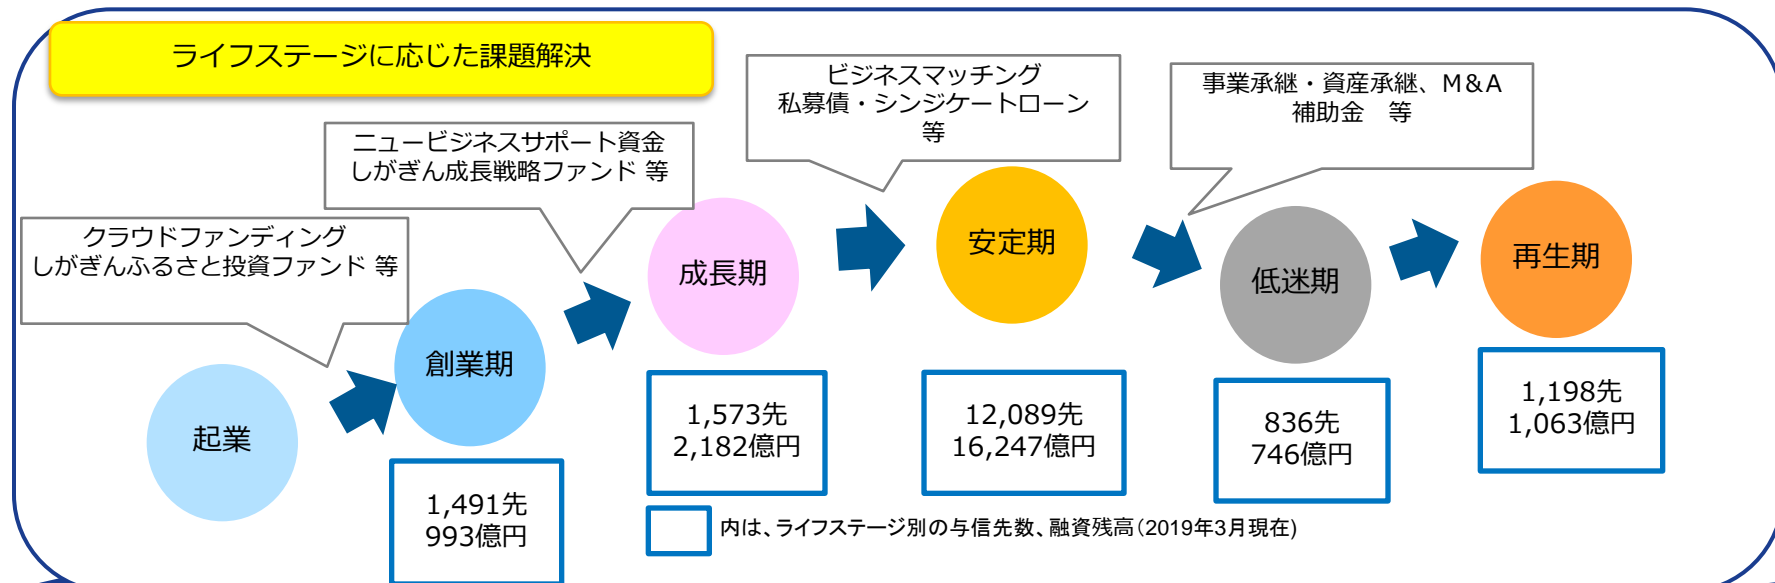 ライフステージに応じた課題解決
クラウドファンディング
しがぎんふるさと投資ファンド 等
ニュービジネスサポート資金
しがぎん成長戦略ファンド 等
ビジネスマッチング
私募債・シンジケートローン
等
事業承継・資産承継、M&A
補助金　等
起業
創業期
成長期
安定期
低迷期
再生期
1,491先
993億円
1,573先
2,182億円
12,089先
16,247億円
836先
746億円
1,198先
1,063億円
内は、ライフステージ別の与信先数、融資残高（2019年3月現在)